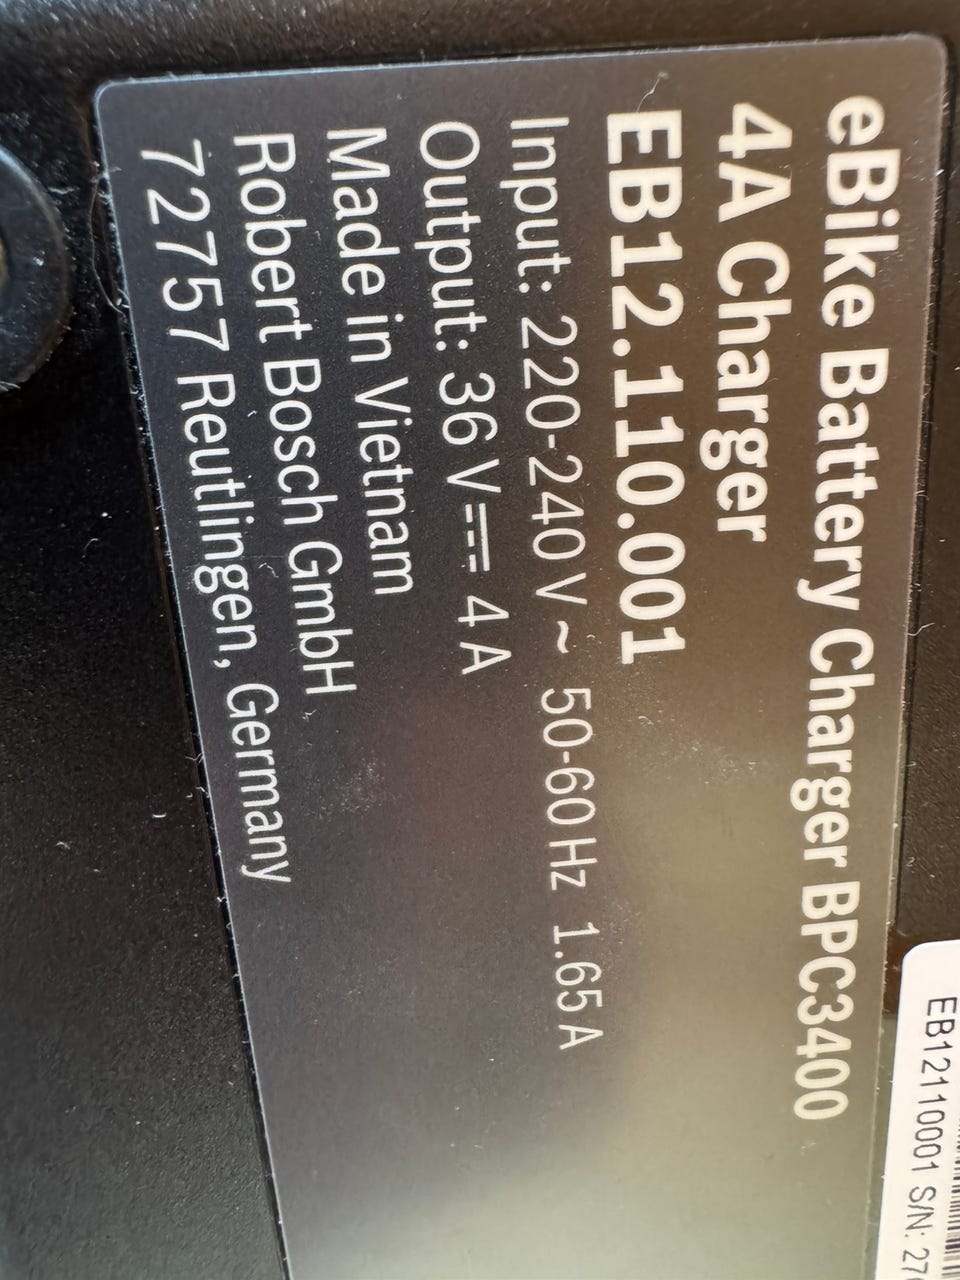 eBike Battery Charger BPC3400
4A Charger
EB12.110.001
Input: 220-240 V ~ 50-60 Hz 1.65 A
Output: 36 V ⎓ 4 A
Made in Vietnam
Robert Bosch GmbH
72757 Reutlingen, Germany
EB12110001 S/N: 27